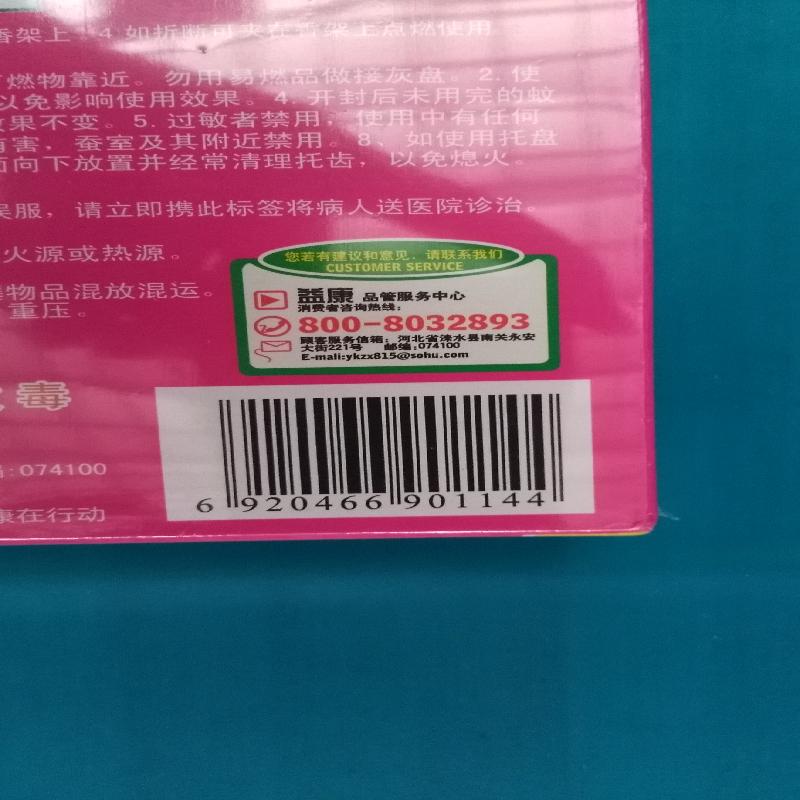 香架上。4.如折断可夹在香架上点燃使用
燃物靠近。勿用易燃品做接灰盘。2.使
以免影响使用效果。4.开封后未用完的蚊
效果不变。5.过敏者禁用，使用中有任何
有害，蚕室及其附近禁用。8、如使用托盘
面向下放置并经常清理托齿，以免熄火。
误服，请立即携此标签将病人送医院诊治。
火源或热源。
物品混放混运。
重压。
您若有建议和意见，请联系我们
CUSTOMER SERVICE
益康 品管服务中心
消费者咨询热线：
800-8032893
顾客服务信箱：河北省涞水县南关永安
大街221号 邮编:074100
E-mali:ykzx815@sohu.com
毒
:074100
康在行动
6 920466 901144